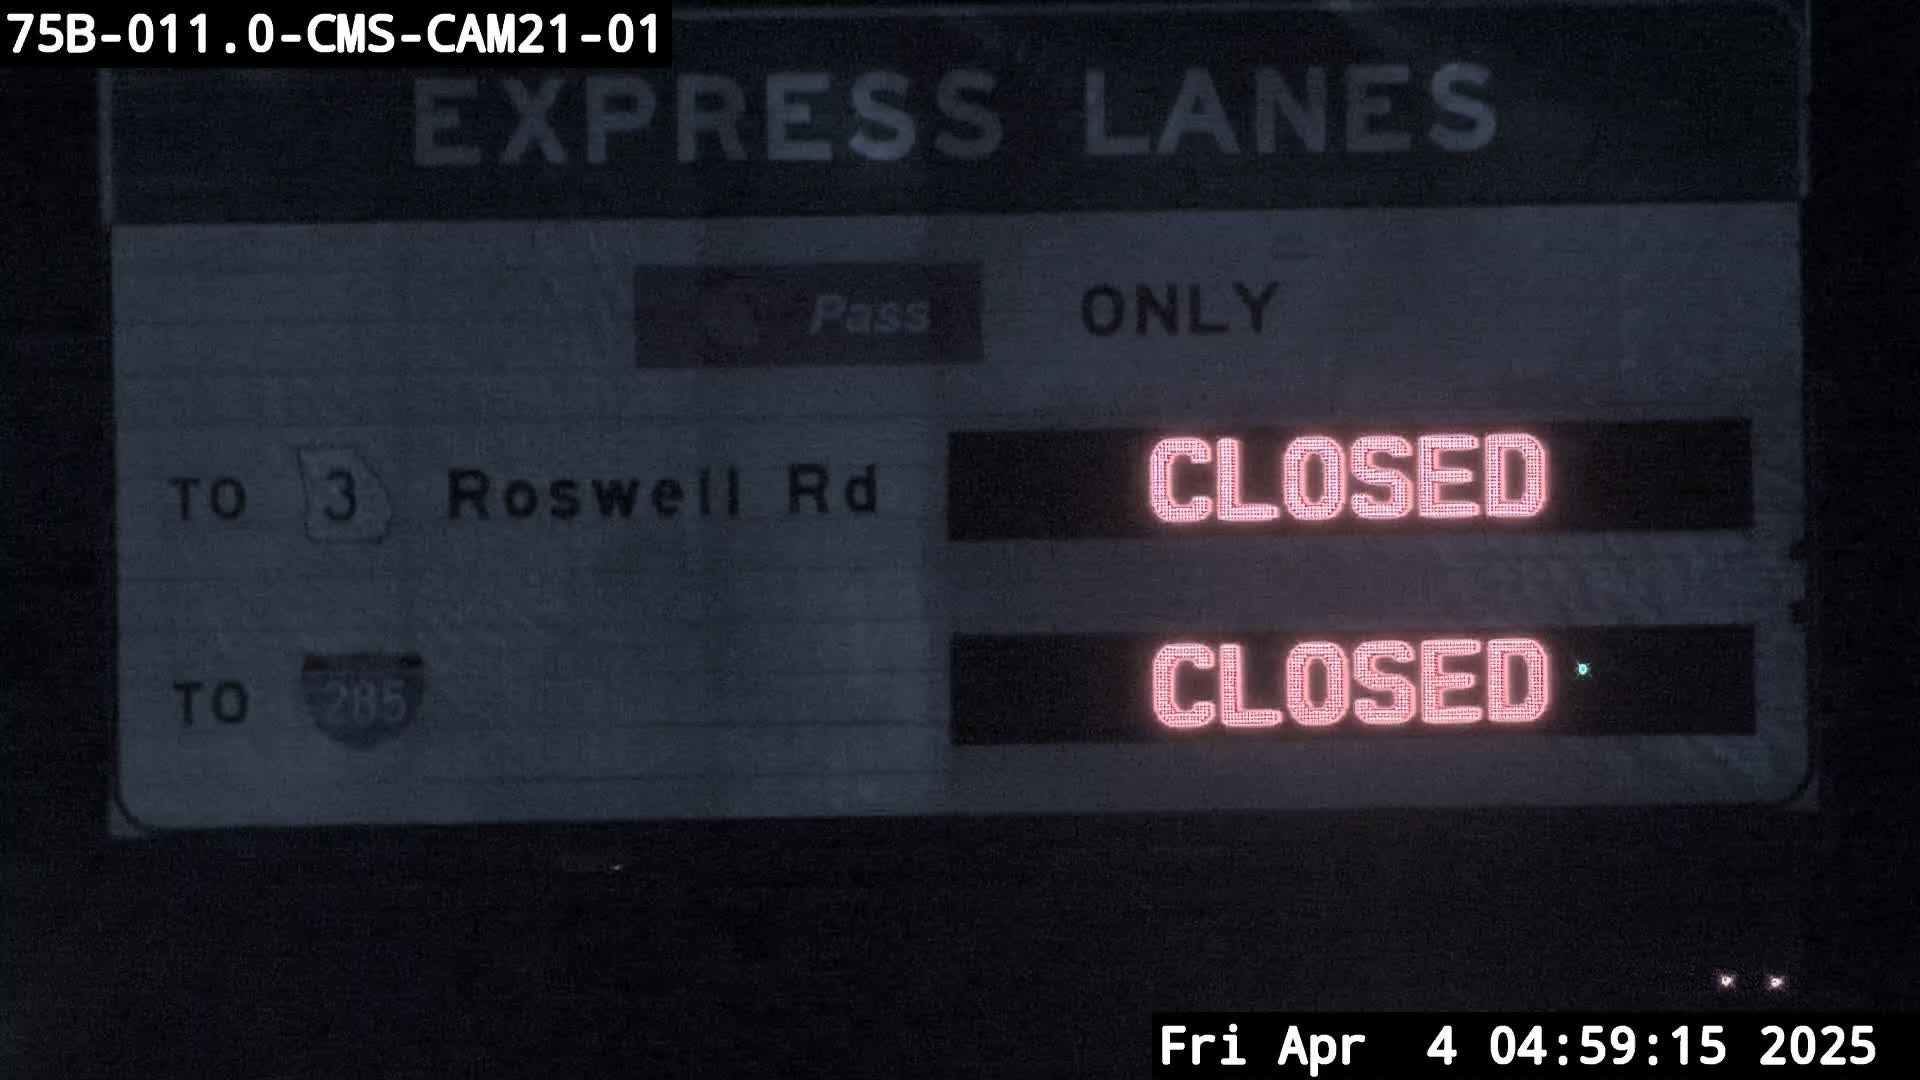 75B-011.0-CMS-CAM21-01
EXPRESS LANES
Pass ONLY
TO 3 Roswell Rd CLOSED
TO 285 CLOSED
Fri Apr 4 04:59:15 2025